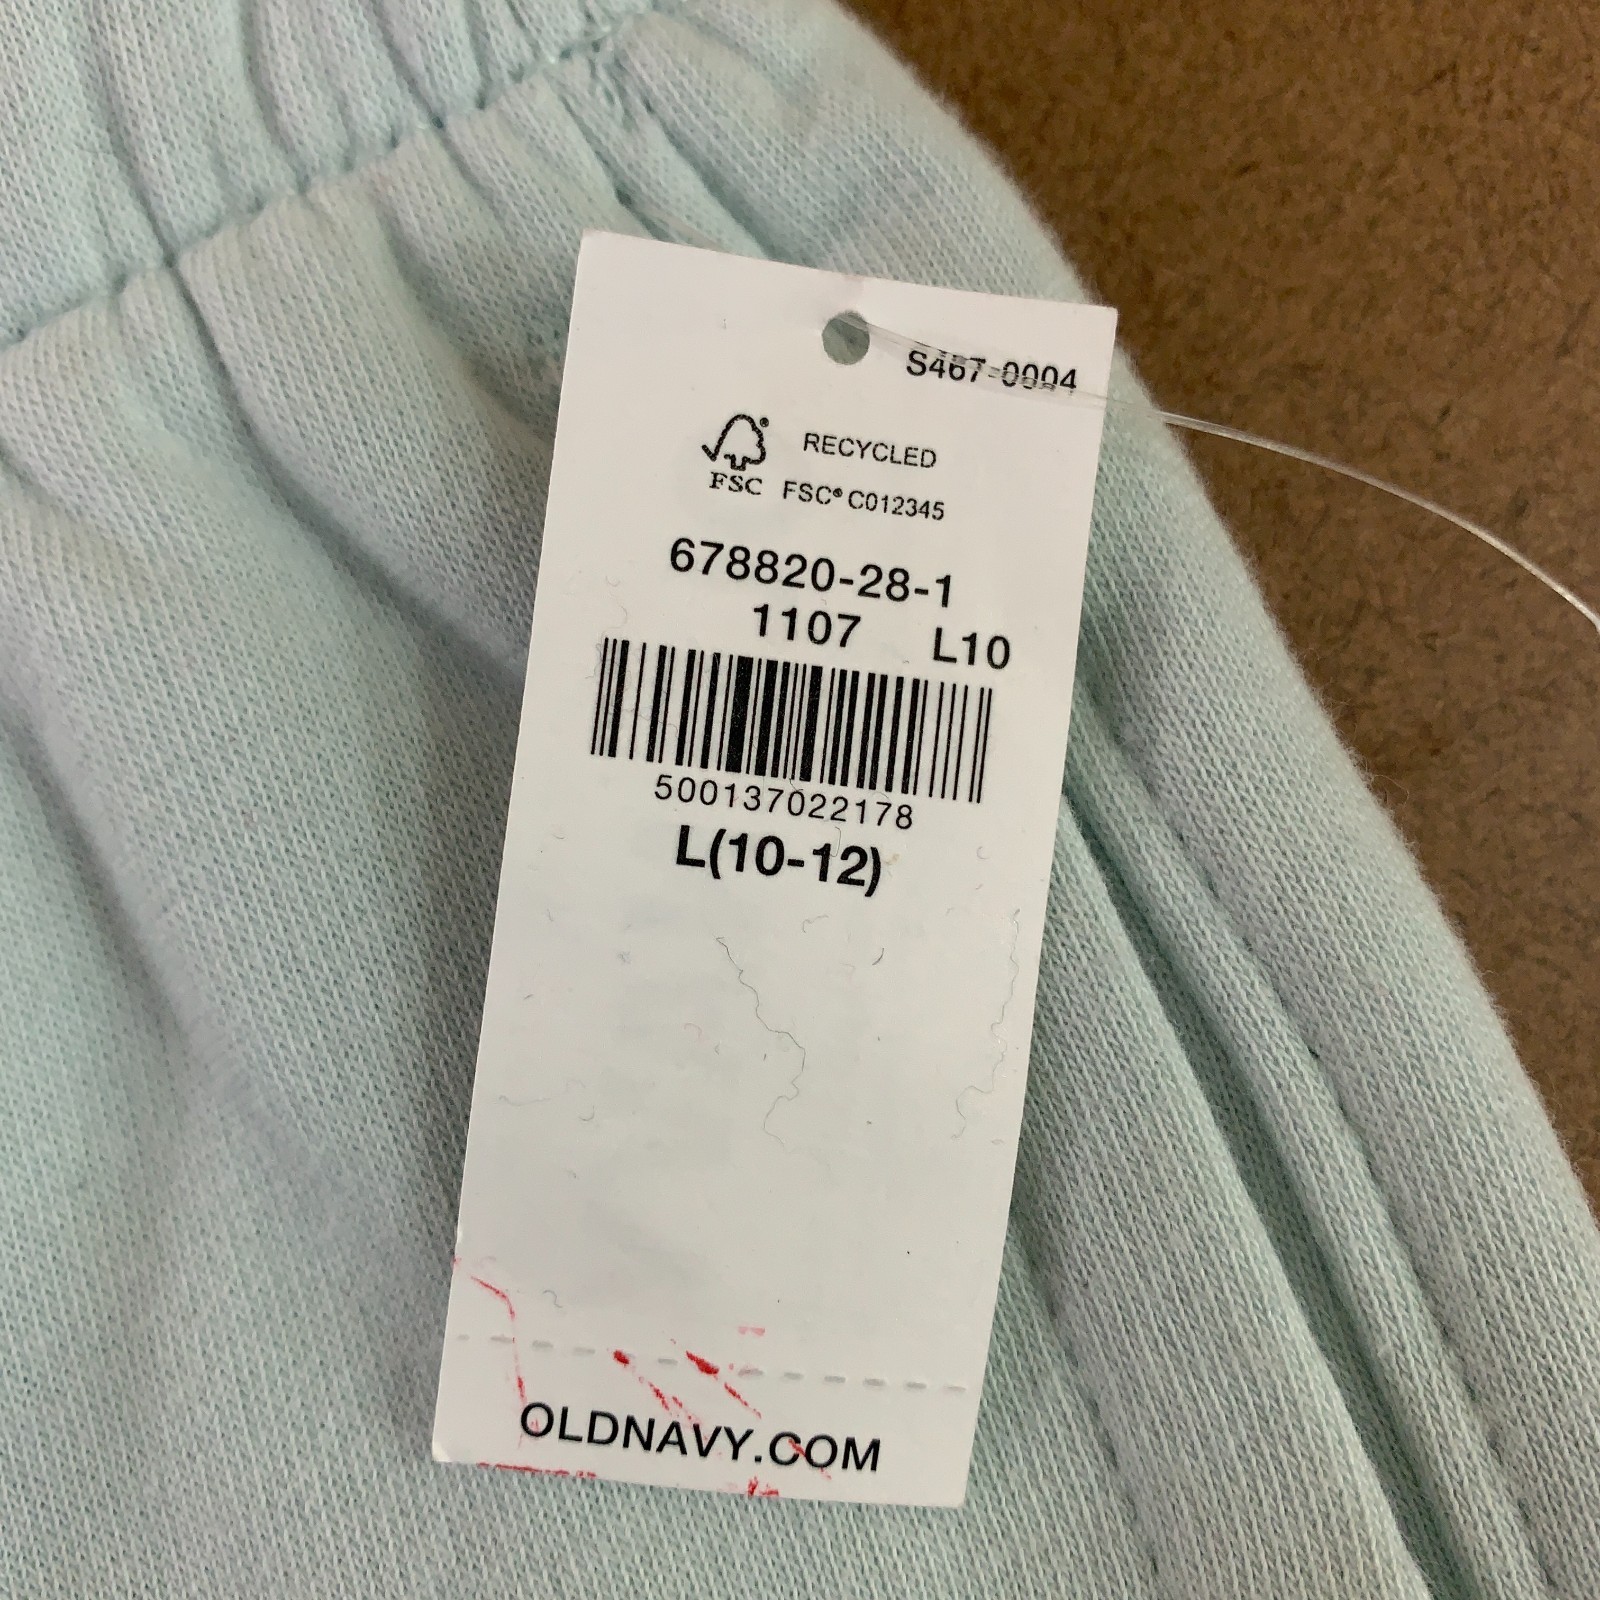 S467-0004
RECYCLED
FSC FSC® C012345
678820-28-1
1107 L10
500137022178
L(10-12)
OLDNAVY.COM